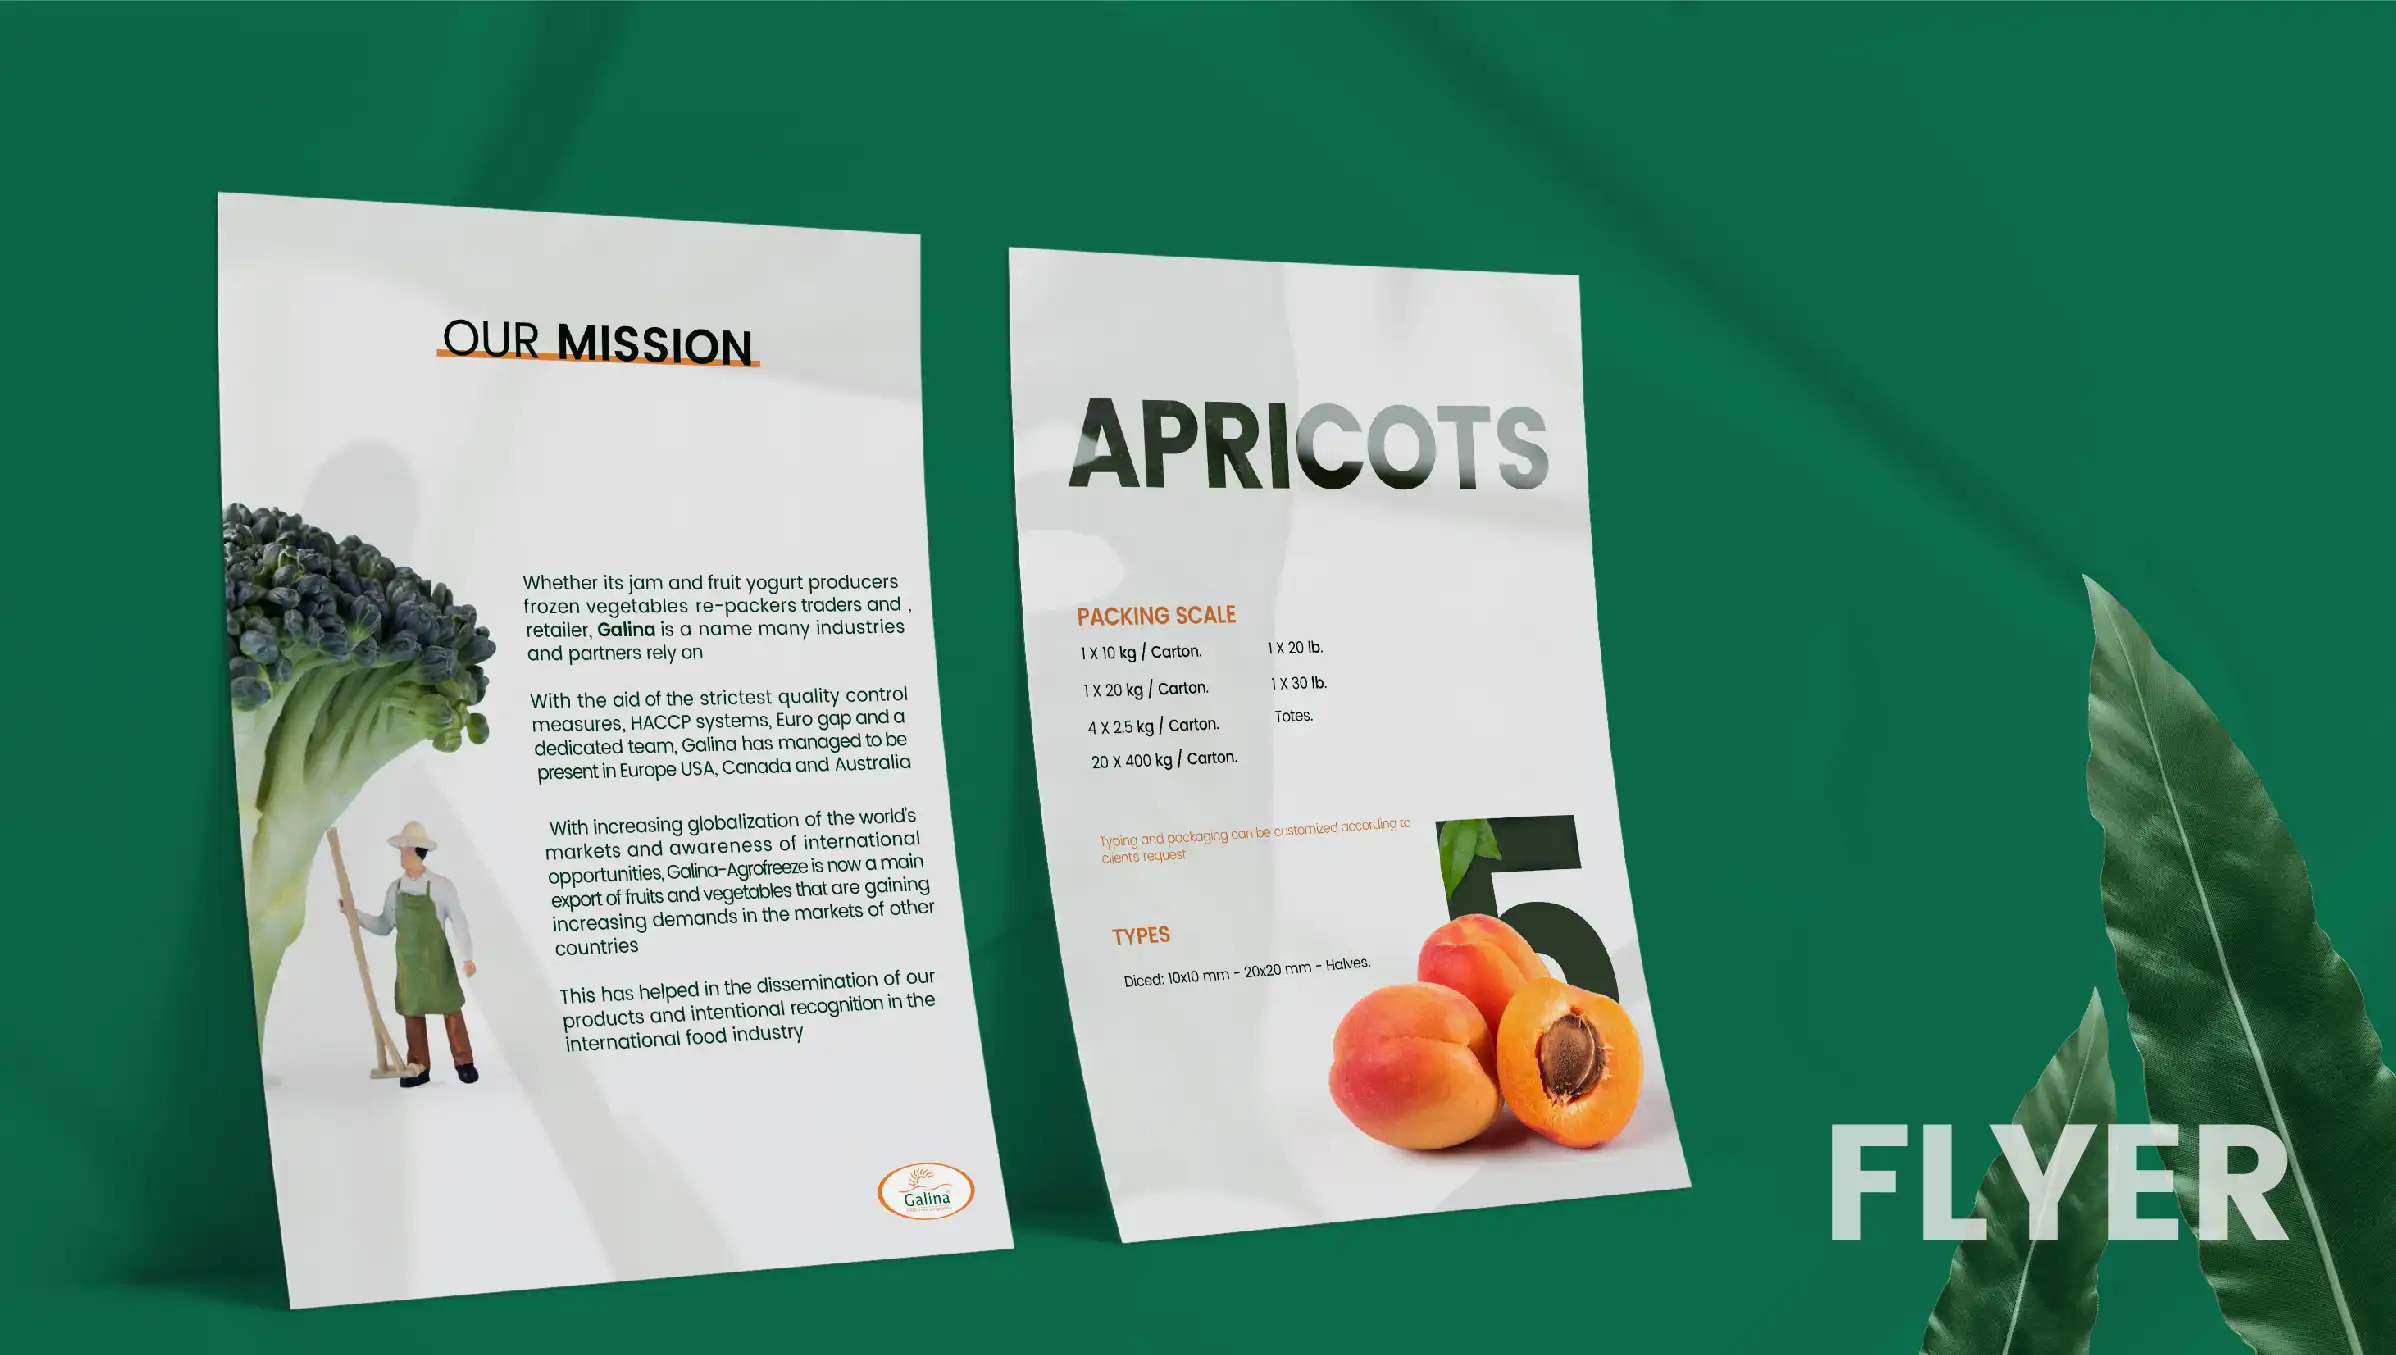 OUR MISSION
Whether its jam and fruit yogurt producers
frozen vegetables re-packers traders and ,
retailer, Galina is a name many industries
and partners rely on
With the aid of the strictest quality control
measures, HACCP systems, Euro gap and a
dedicated team, Galina has managed to be
present in Europe USA, Canada and Australia
With increasing globalization of the world's
markets and awareness of international
opportunities, Galina-Agrofreeze is now a main
export of fruits and vegetables that are gaining
increasing demands in the markets of other
countries
This has helped in the dissemination of our
products and intentional recognition in the
international food industry
Galina
APRICOTS
PACKING SCALE
1 X 10 kg / Carton.
1 X 20 kg / Carton.
4 X 2.5 kg / Carton.
20 X 400 kg / Carton.
1 X 20 lb.
1 X 30 lb.
Totes.
Typing and packaging can be customized according to
clients request
TYPES
Diced: 10x10 mm - 20x20 mm - Halves.
5
FLYER